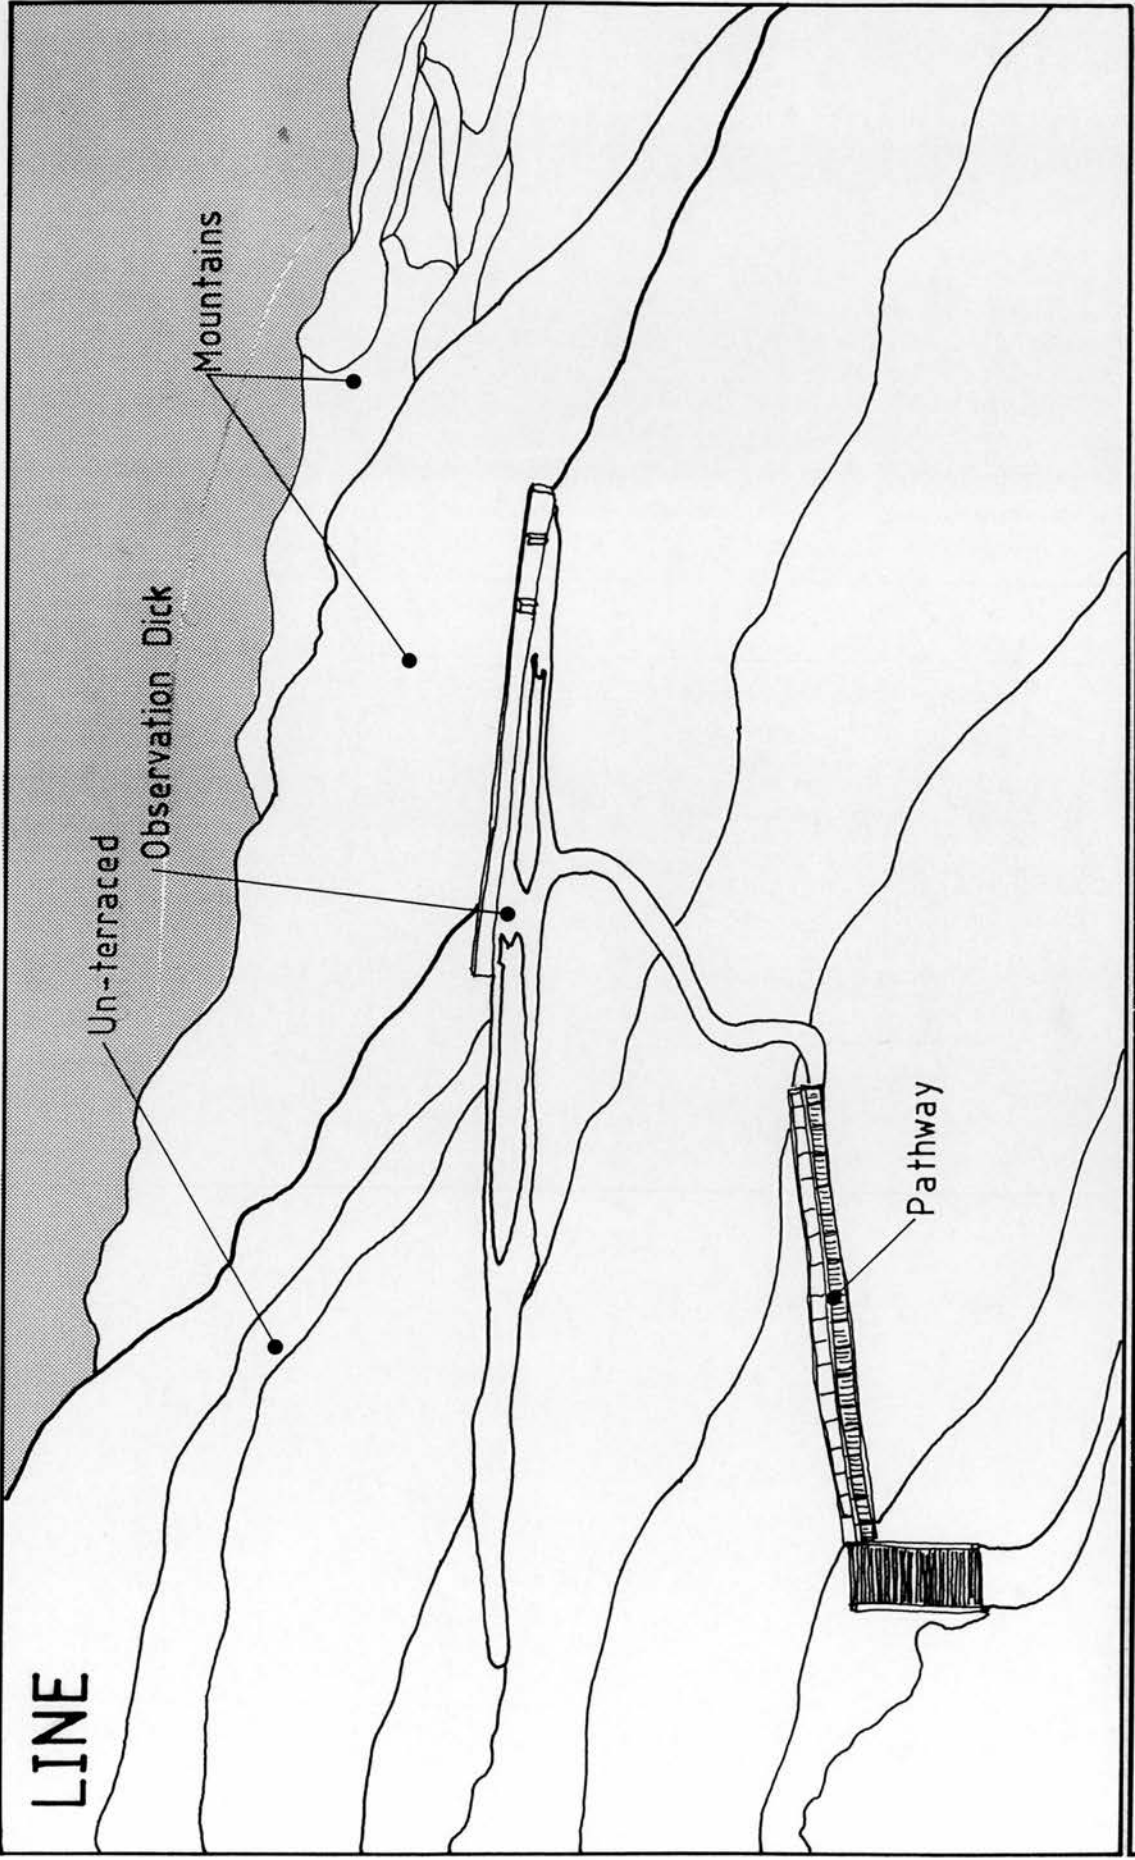 LINE
Un-terraced
Observation Dick
Mountains
Pathway